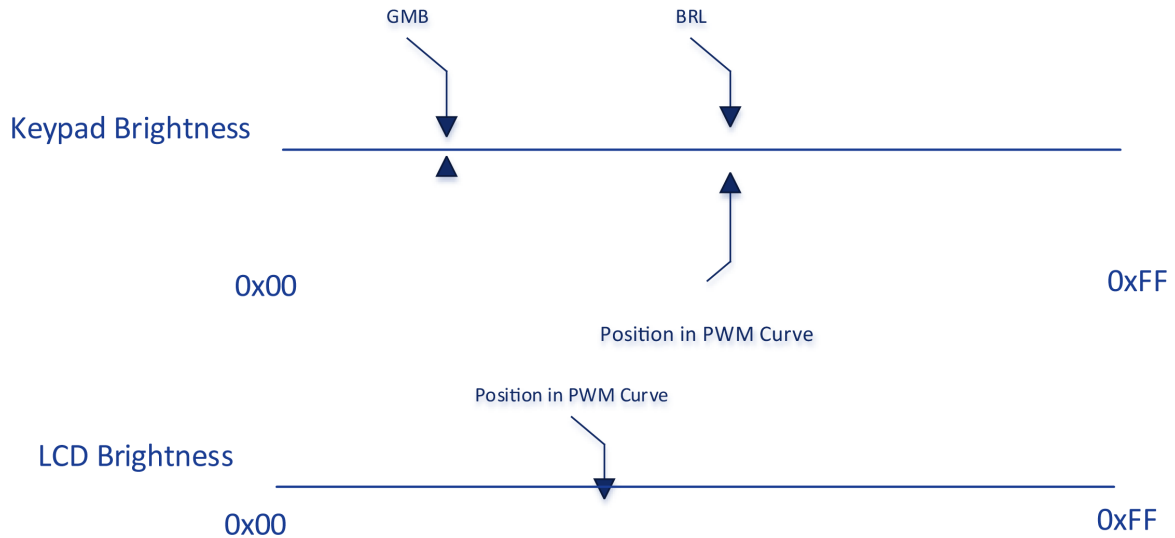 GMB
BRL
Keypad Brightness
0x00
0xFF
Position in PWM Curve
Position in PWM Curve
LCD Brightness
0x00
0xFF